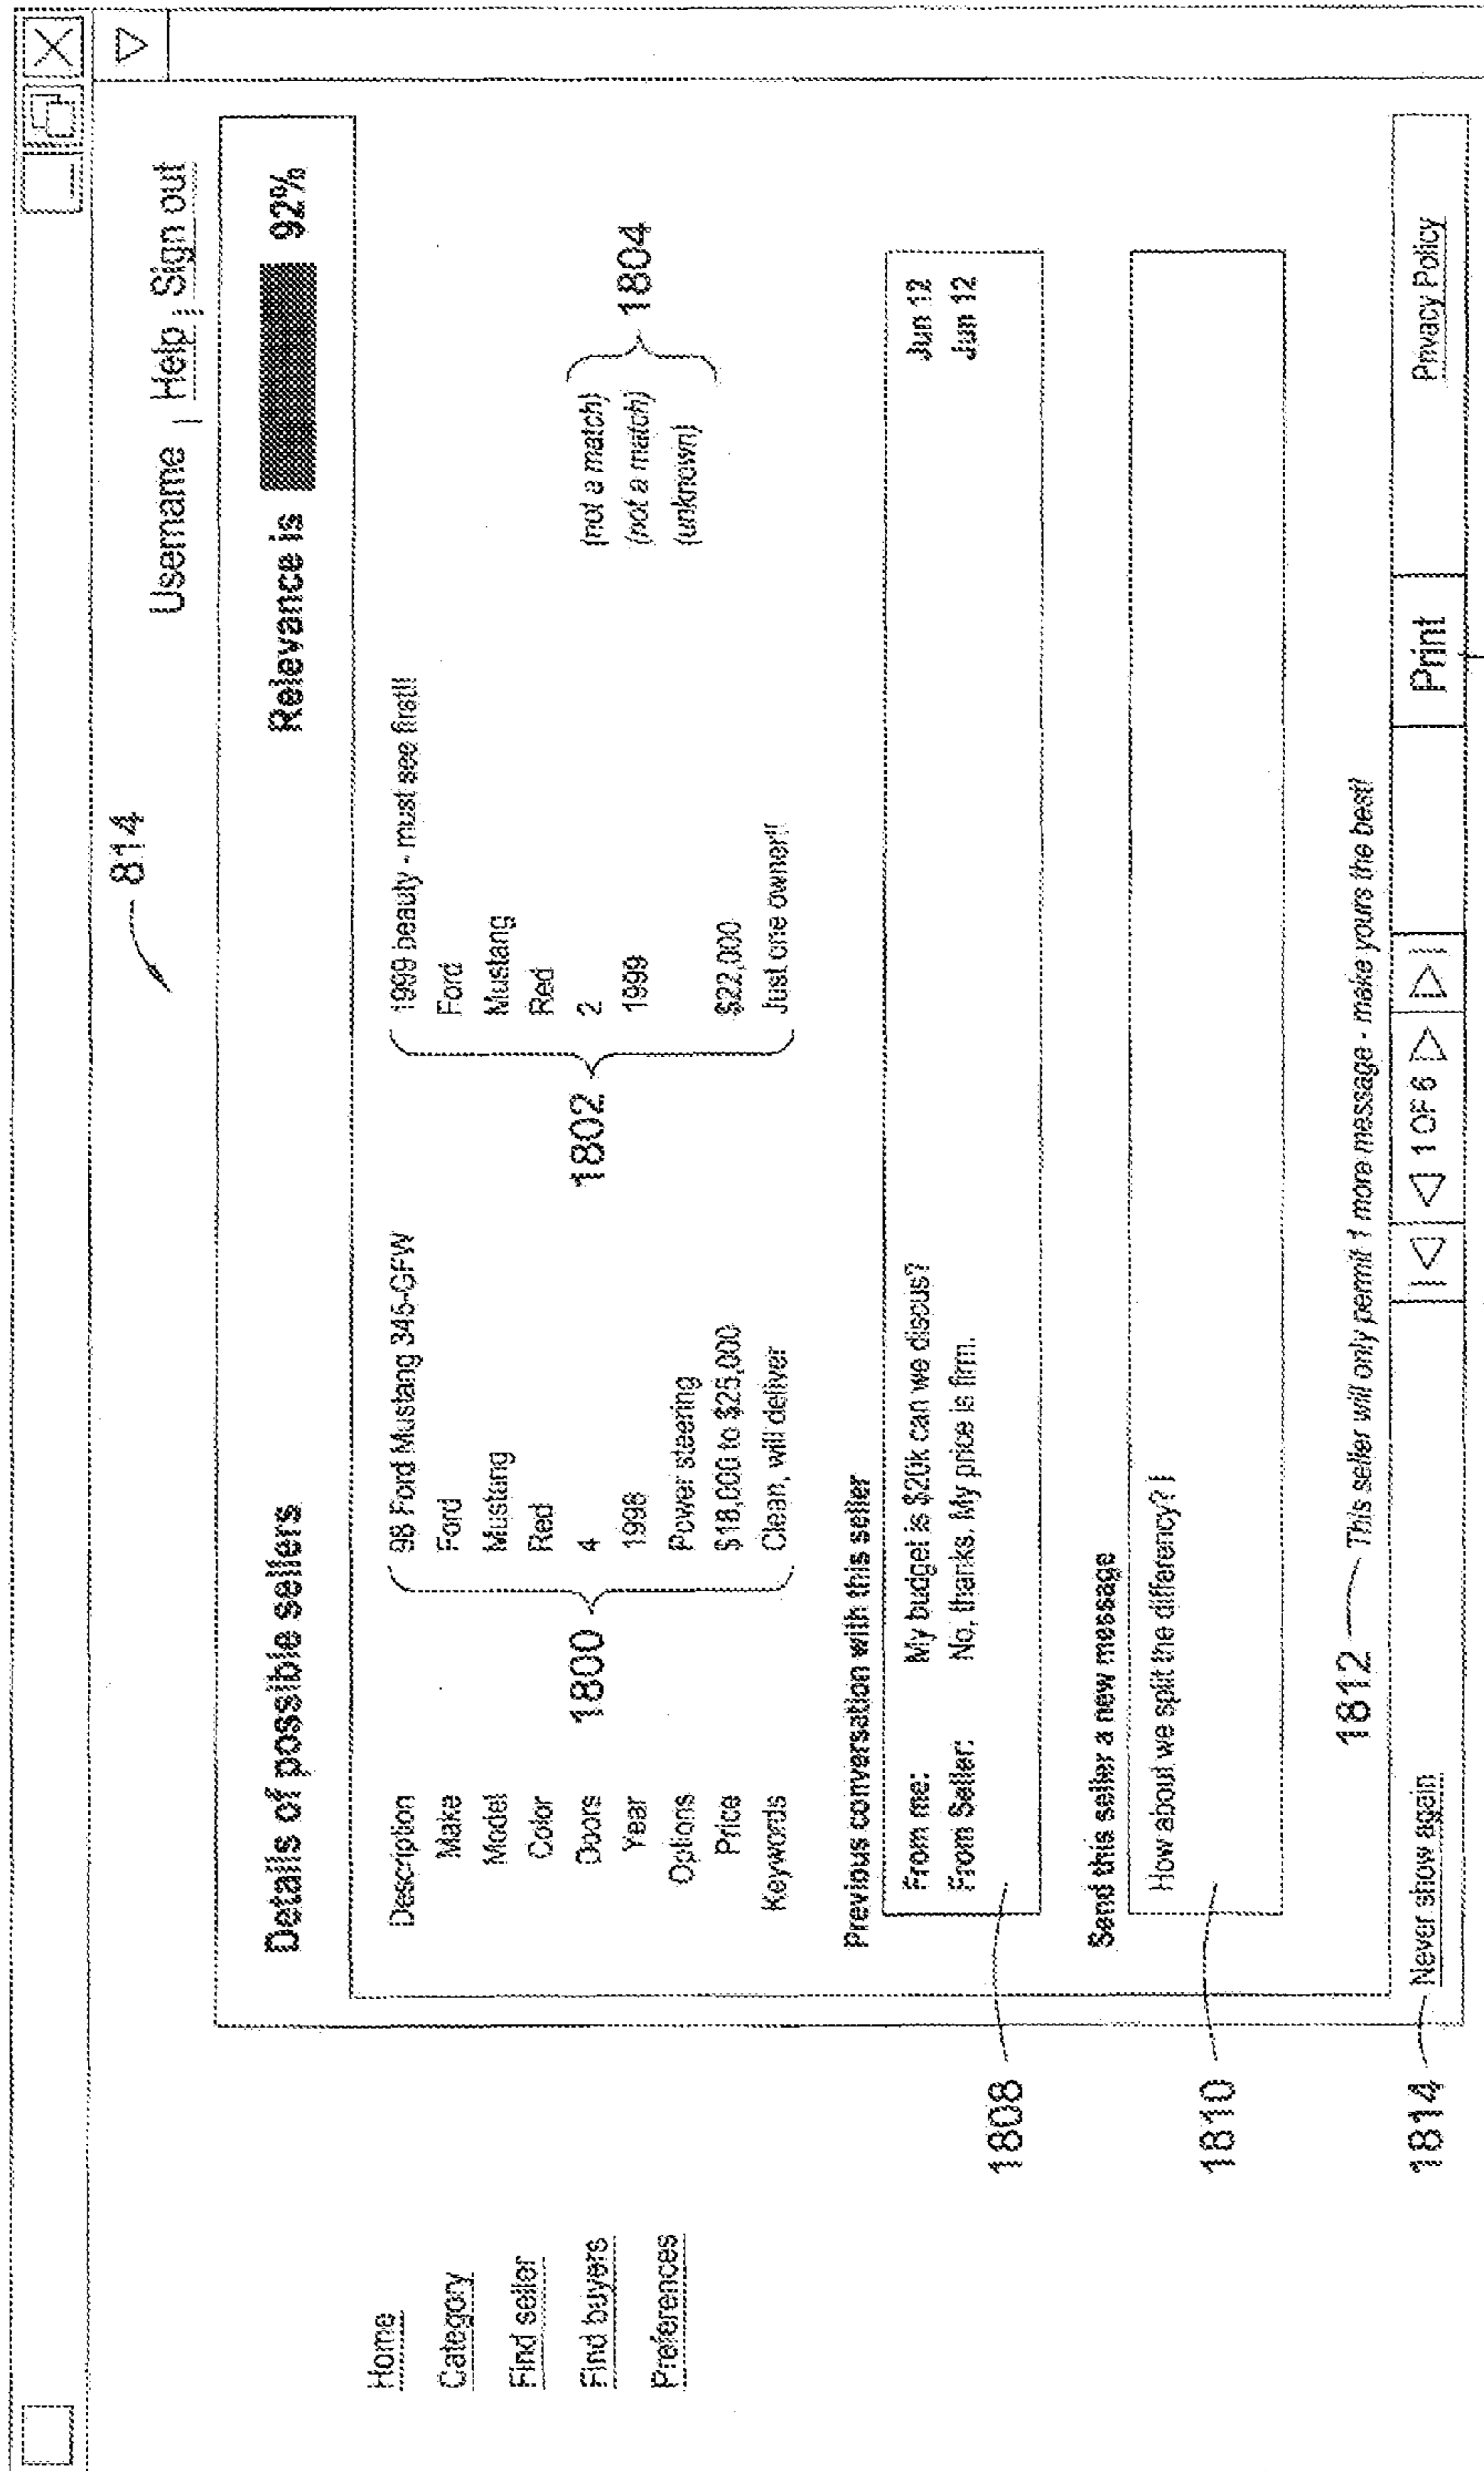 814
Username | Help | Sign out
Home
Category
Find seller
Find buyers
Preferences
Details of possible sellers Relevance is 92%
Description 98 Ford Mustang 345-GFW 1999 beauty - must see first!!
Make Ford Ford
Model Mustang Mustang
Color Red Red
Doors 1800 4 1802 2 (not a match)
Year 1998 1999 (not a match) 1804
Options Power steering (unknown)
Price $18,000 to $25,000 $22,000
Keywords Clean, will deliver Just one owner!!
Previous conversation with this seller
From me: My budget is $20k can we discus? Jun 12
From Seller: No, thanks. My price is firm. Jun 12
1808
Send this seller a new message
How about we split the differency? |
1810
1812 This seller will only permit 1 more message - make yours the best!
1814 Never show again 1 OF 6 Print Privacy Policy